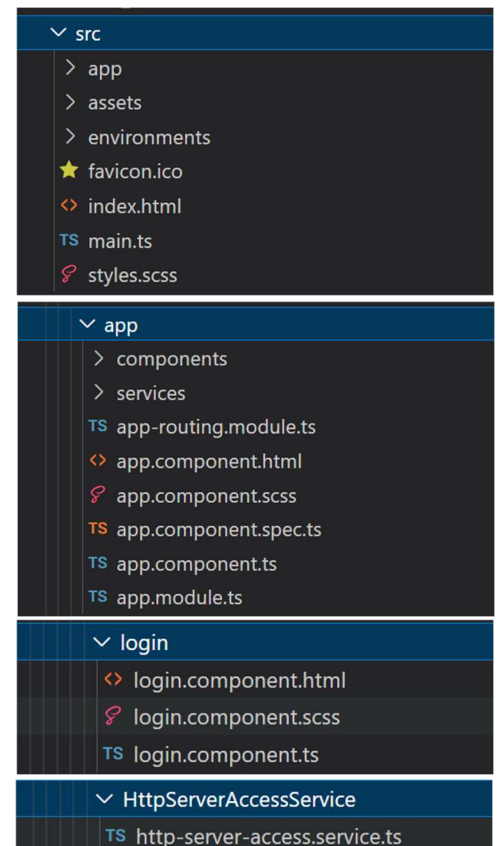 src
app
assets
environments
favicon.ico
<> index.html
TS main.ts
styles.scss
app
components
services
TS app-routing.module.ts
<> app.component.html
app.component.scss
TS app.component.spec.ts
TS app.component.ts
TS app.module.ts
login
<> login.component.html
login.component.scss
TS login.component.ts
HttpServerAccessService
TS http-server-access.service.ts